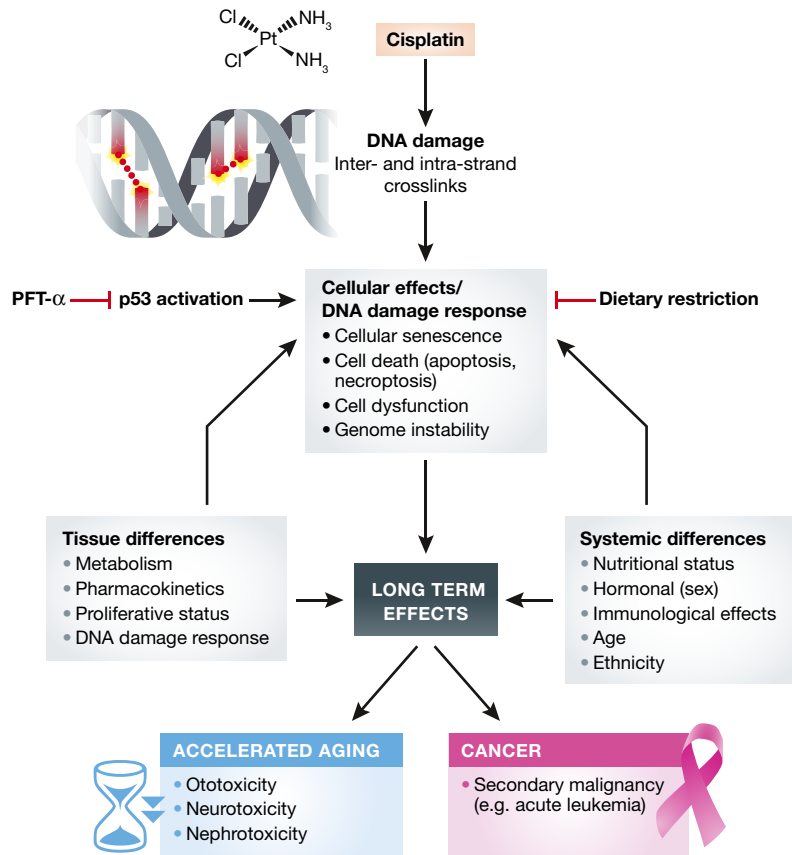 Cl
NH3
Pt
Cl
NH3
Cisplatin
DNA damage
Inter- and intra-strand
crosslinks
PFT-α
p53 activation
Cellular effects/
DNA damage response
• Cellular senescence
• Cell death (apoptosis,
necroptosis)
• Cell dysfunction
• Genome instability
Dietary restriction
Tissue differences
• Metabolism
• Pharmacokinetics
• Proliferative status
• DNA damage response
LONG TERM
EFFECTS
Systemic differences
• Nutritional status
• Hormonal (sex)
• Immunological effects
• Age
• Ethnicity
ACCELERATED AGING
• Ototoxicity
• Neurotoxicity
• Nephrotoxicity
CANCER
• Secondary malignancy
(e.g. acute leukemia)